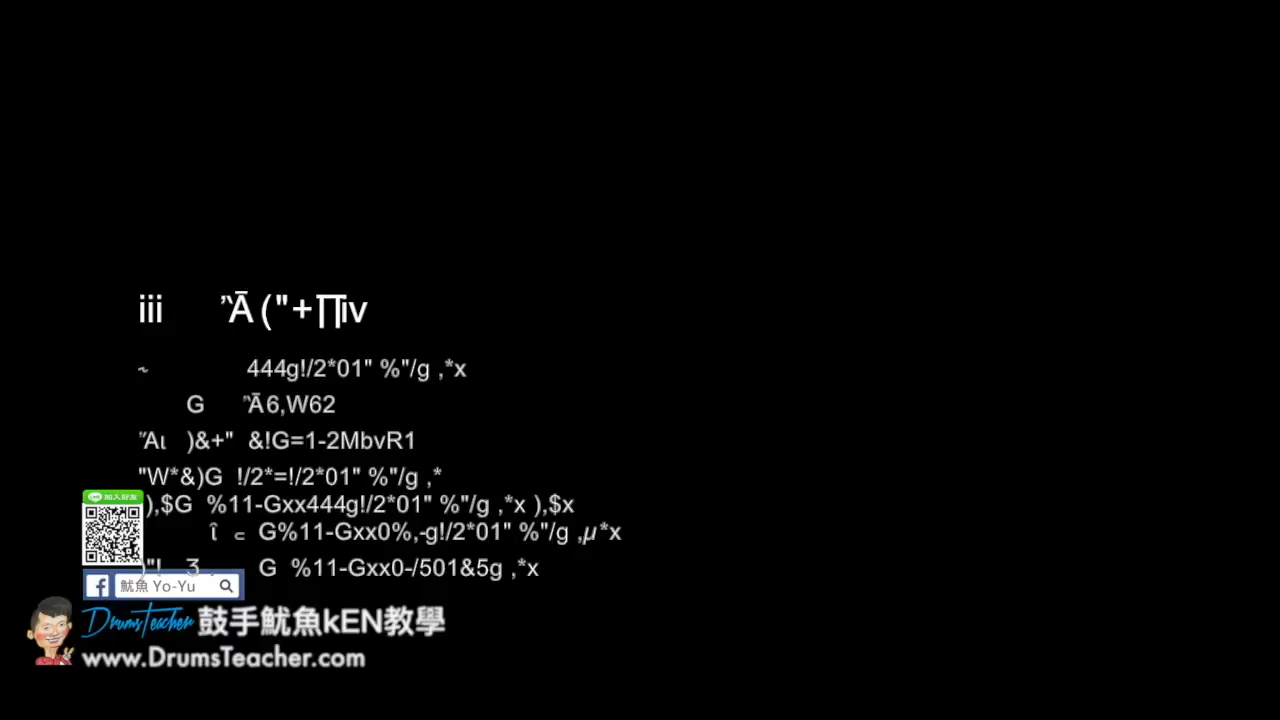 iii ”Ā ("+∏iv
~ 444g!/2*01" %"/g ,*x
G ”Ā6,W62
”Αι )&+" &!G=1-2MbvR1
"W*&)G !/2*=!/2*01" %"/g ,*
),$G %11-Gxx444g!/2*01" %"/g ,*x ),$x
G%11-Gxx0%,-g!/2*01" %"/g ,µ*x
G %11-Gxx0-/501&5g ,*x
LINE 加入好友
魷魚 Yo-Yu
DrumsTeacher 鼓手魷魚kEN教學
www.DrumsTeacher.com